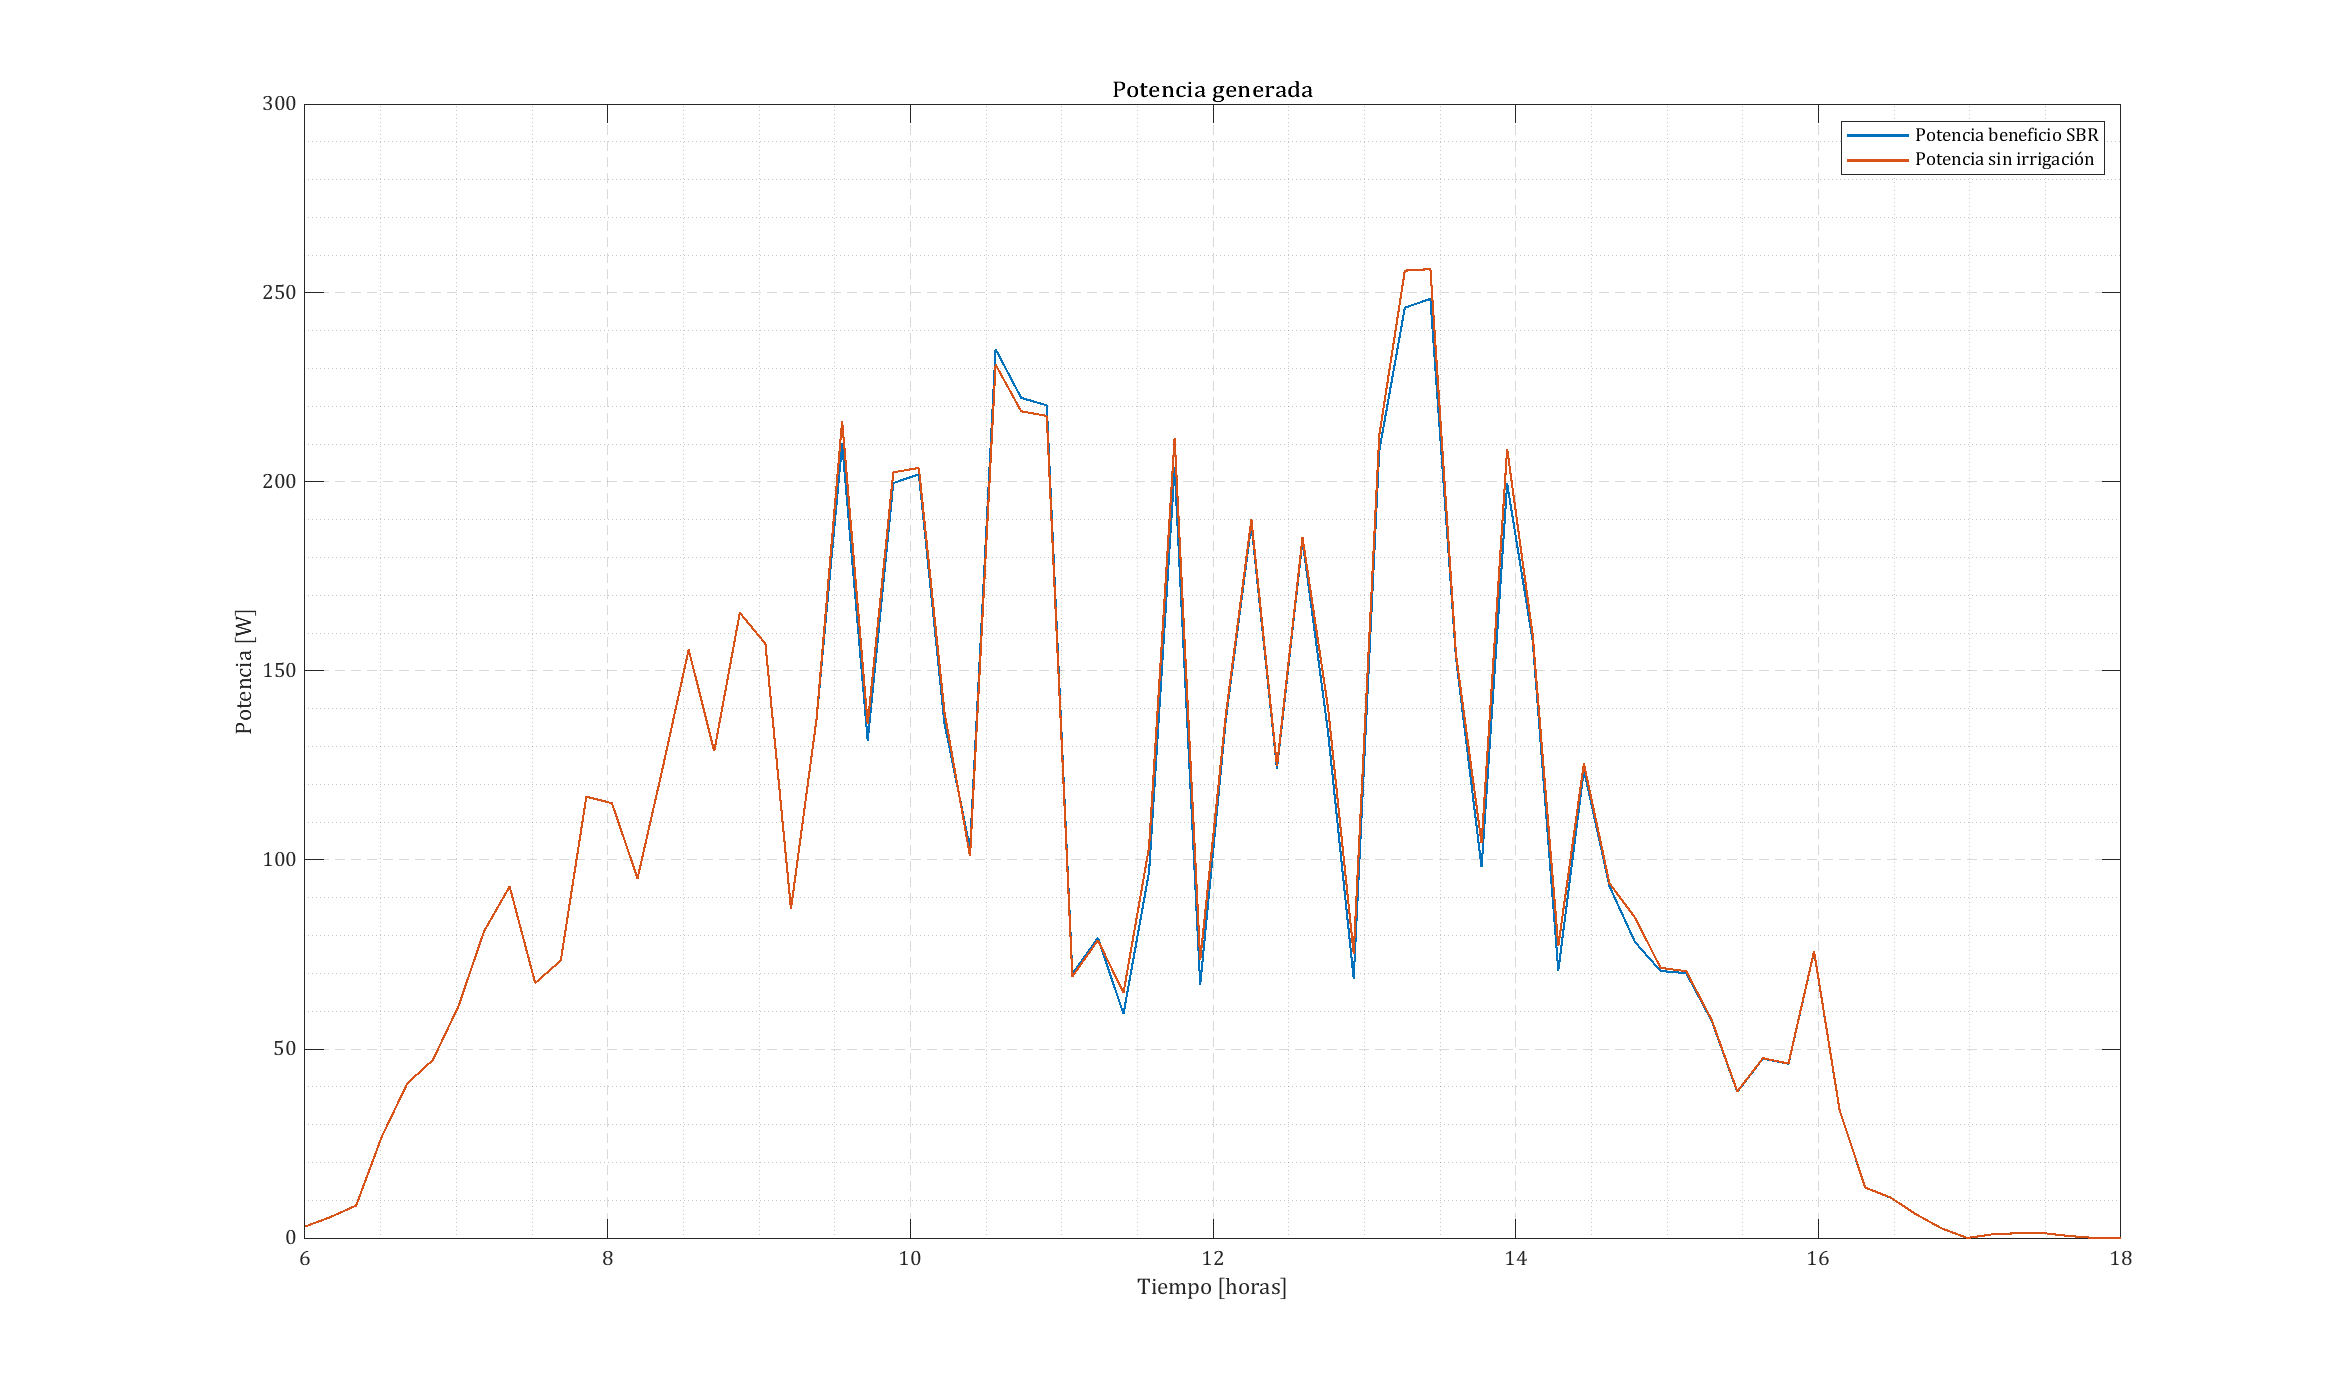 Potencia generada
300
250
200
150
100
50
0
Potencia [W]
Potencia beneficio SBR
Potencia sin irrigación
6 8 10 12 14 16 18
Tiempo [horas]